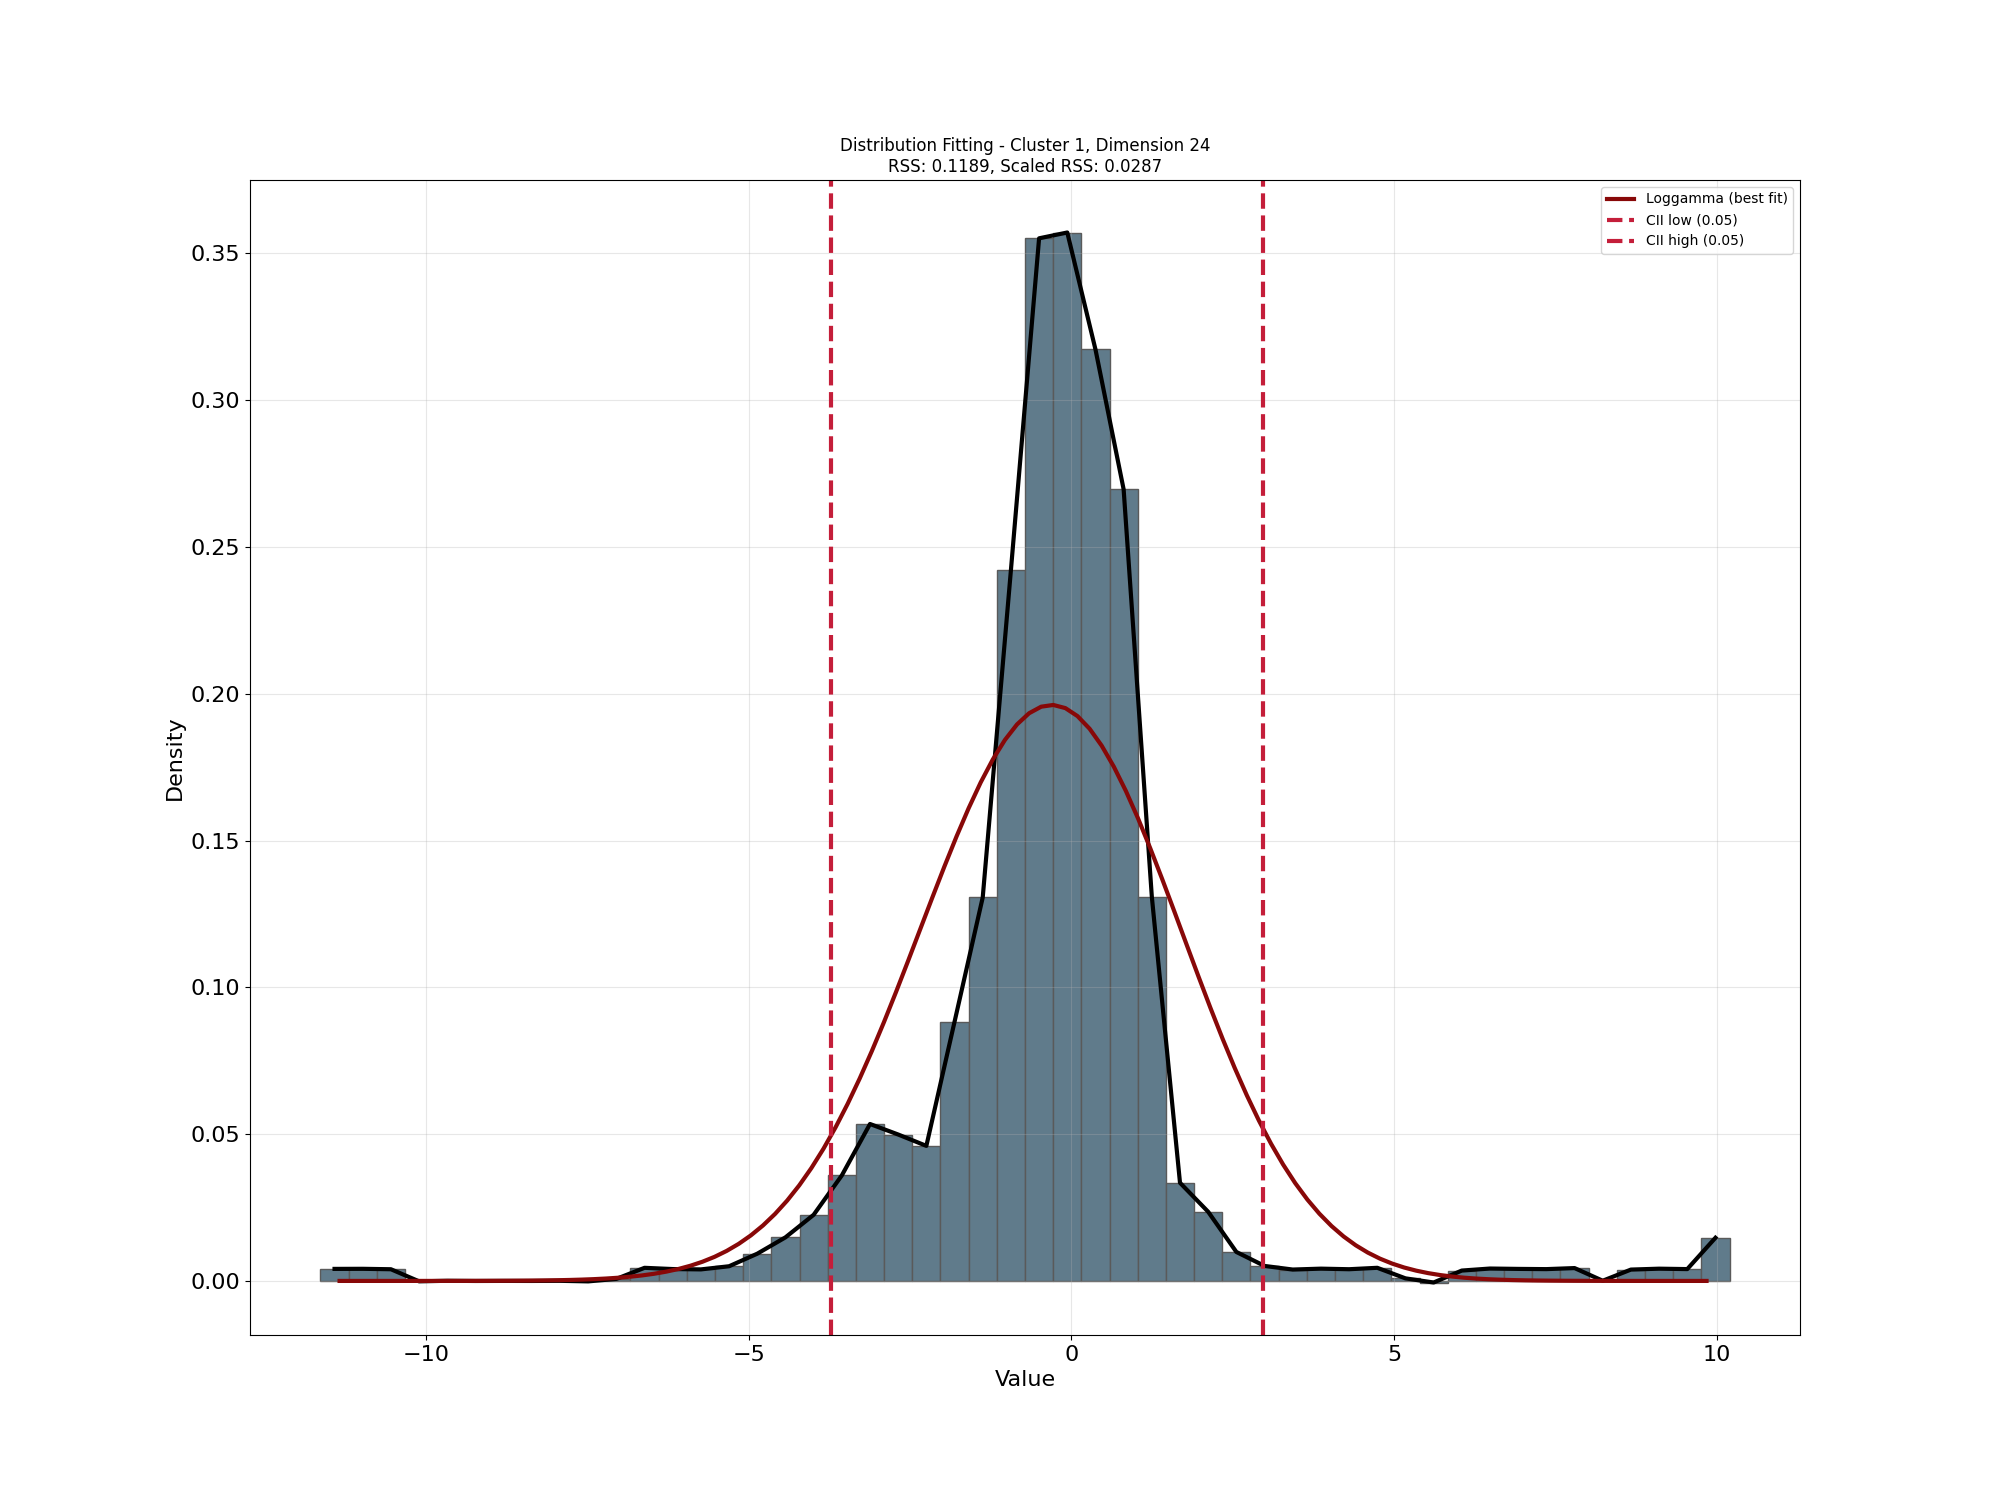 Distribution Fitting - Cluster 1, Dimension 24
RSS: 0.1189, Scaled RSS: 0.0287
Loggamma (best fit)
CII low (0.05)
CII high (0.05)
0.35
0.30
0.25
0.20
0.15
0.10
0.05
0.00
Density
−10
−5
0
5
10
Value